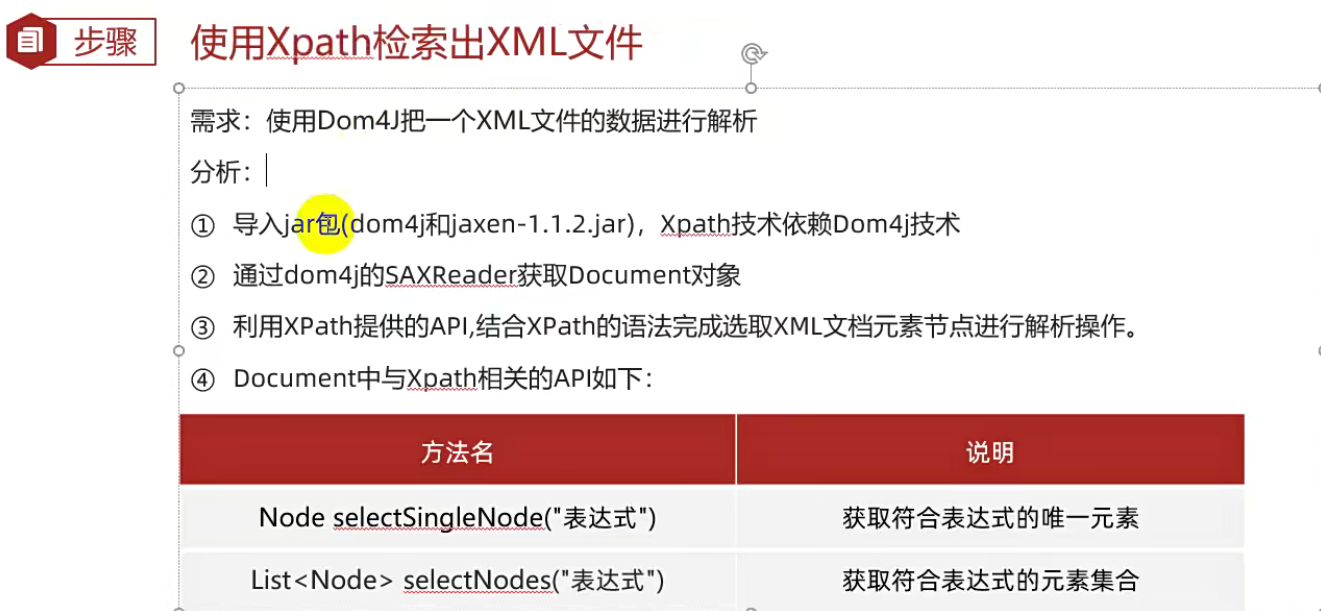 步骤
使用Xpath检索出XML文件
需求：使用Dom4J把一个XML文件的数据进行解析
分析：
① 导入jar包(dom4j和jaxen-1.1.2.jar)，Xpath技术依赖Dom4j技术
② 通过dom4j的SAXReader获取Document对象
③ 利用XPath提供的API,结合XPath的语法完成选取XML文档元素节点进行解析操作。
④ Document中与Xpath相关的API如下：
方法名 说明
Node selectSingleNode("表达式") 获取符合表达式的唯一元素
List<Node> selectNodes("表达式") 获取符合表达式的元素集合